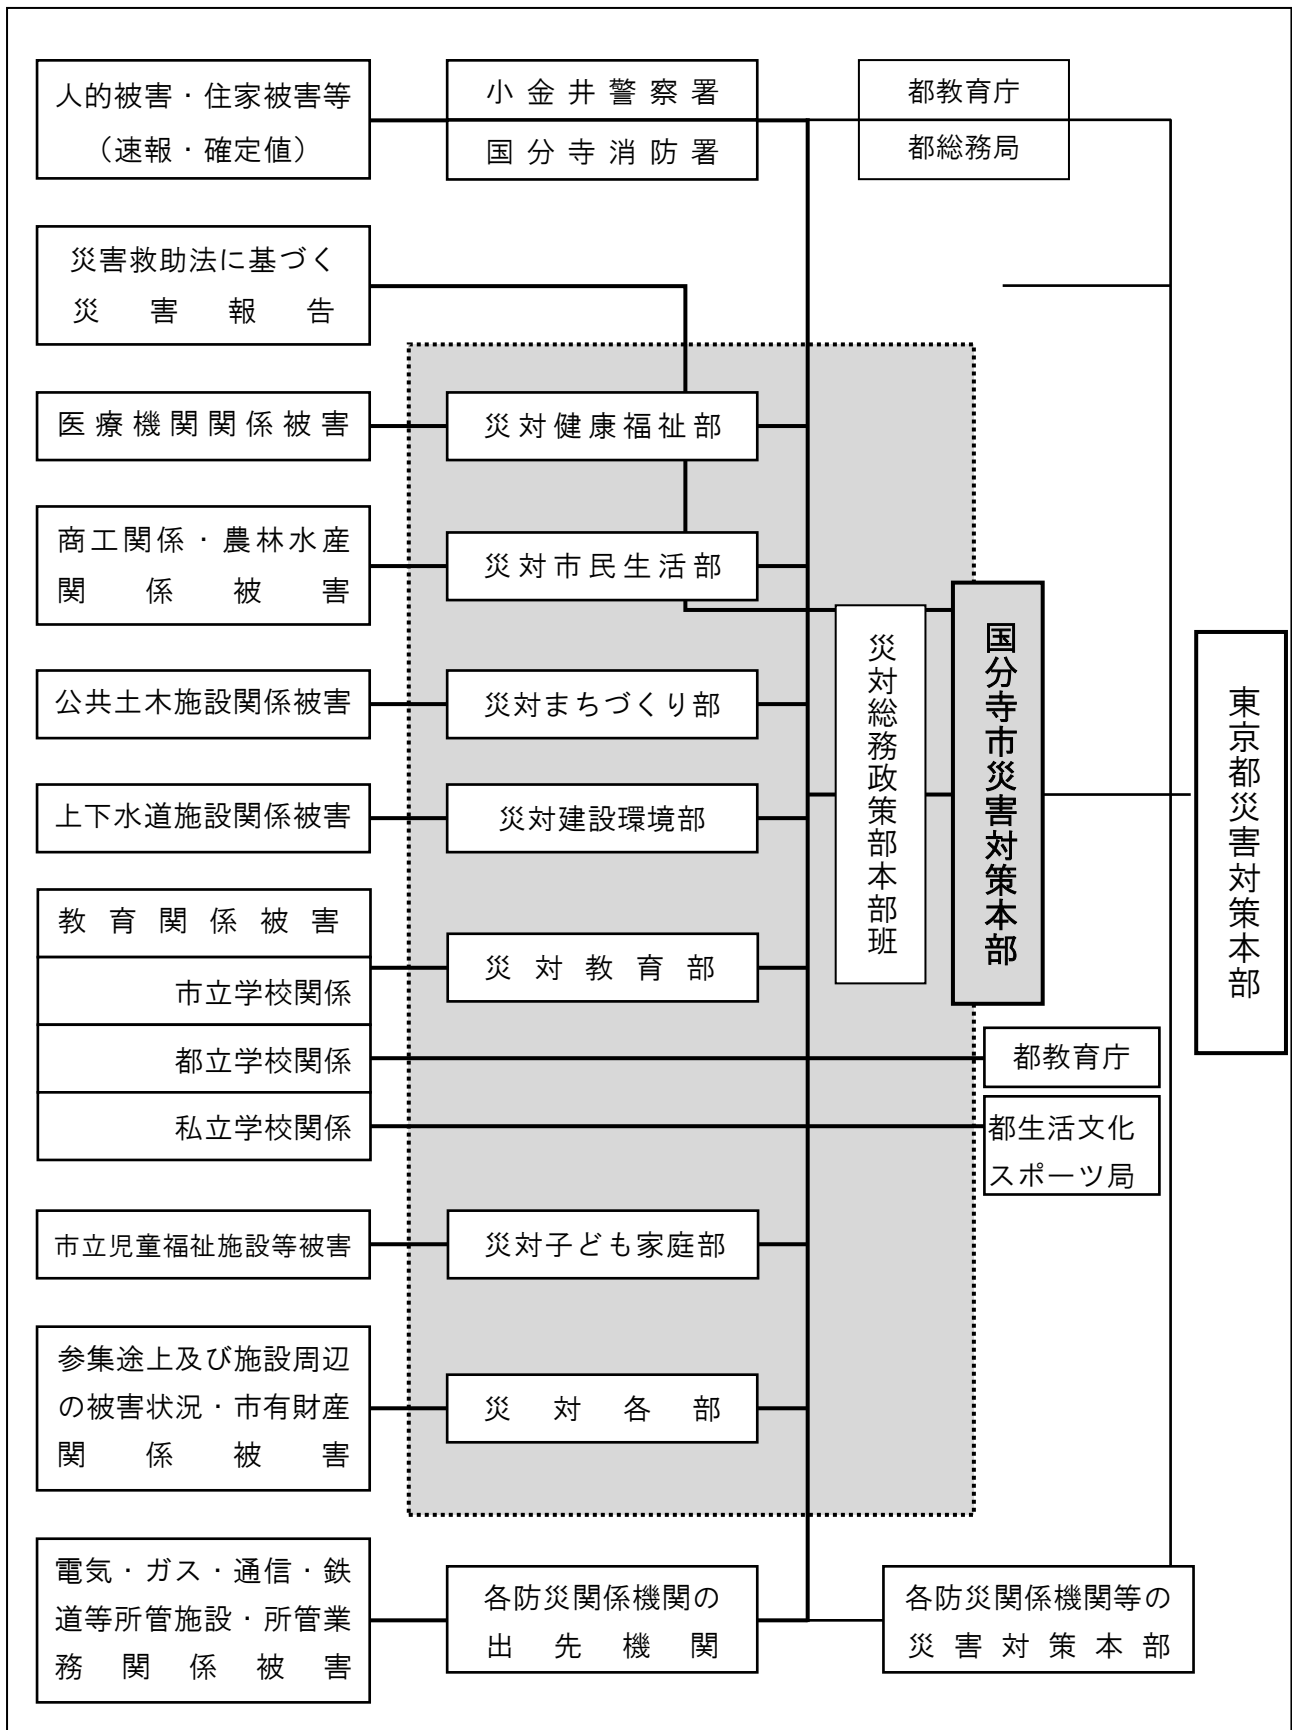 人的被害・住家被害等
（速報・確定値）
小金井警察署
国分寺消防署
都教育庁
都総務局
災害救助法に基づく
災害報告
医療機関関係被害
災対健康福祉部
商工関係・農林水産
関係被害
災対市民生活部
公共土木施設関係被害
災対まちづくり部
上下水道施設関係被害
災対建設環境部
災対総務政策部本部班
国分寺市災害対策本部
東京都災害対策本部
教育関係被害
市立学校関係
都立学校関係
私立学校関係
災対教育部
都教育庁
都生活文化
スポーツ局
市立児童福祉施設等被害
災対子ども家庭部
参集途上及び施設周辺
の被害状況・市有財産
関係被害
災対各部
電気・ガス・通信・鉄
道等所管施設・所管業
務関係被害
各防災関係機関の
出先機関
各防災関係機関等の
災害対策本部